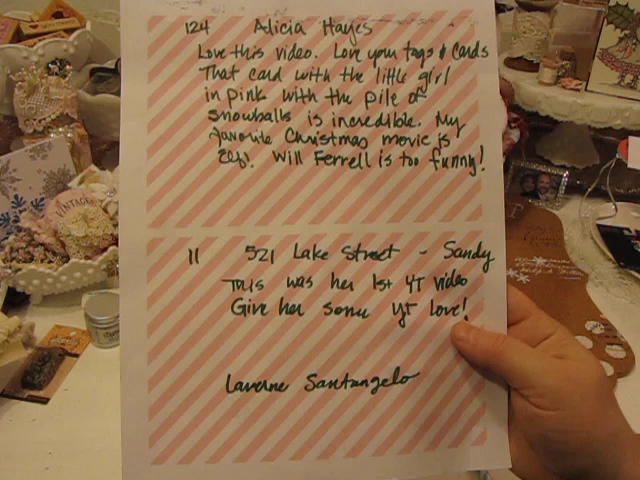 124 Alicia Hayes
Love this video. Love your tags & cards
That card with the little girl
in pink with the pile of
snowballs is incredible. My
favorite Christmas movie is
Elf! Will Ferrell is too funny!
11 521 Lake Street - Sandy
This was her 1st YT video
Give her some YT love!
Laverne Santangelo
VINTAGE